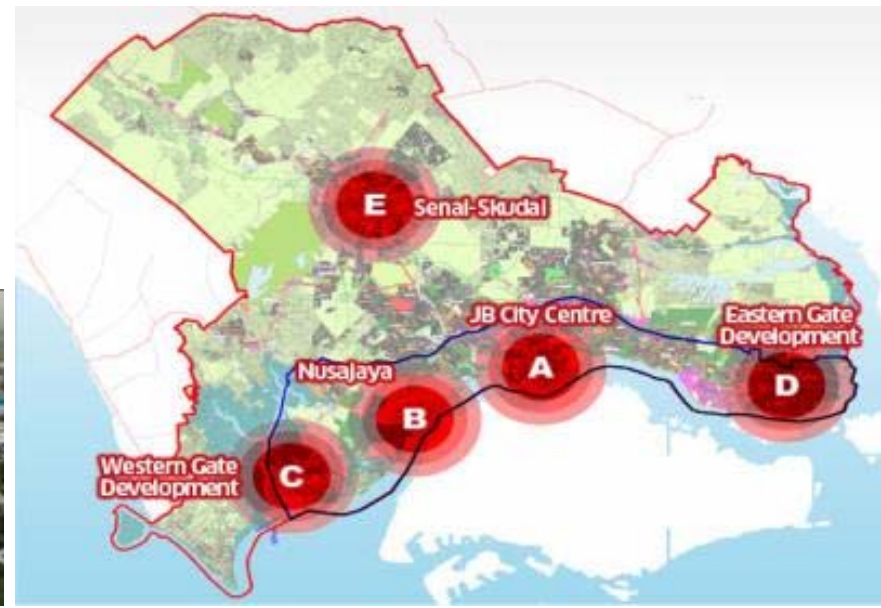 E
Senai-Skudai
JB City Centre
Eastern Gate
Development
Nusajaya
A
D
B
Western Gate
Development
C